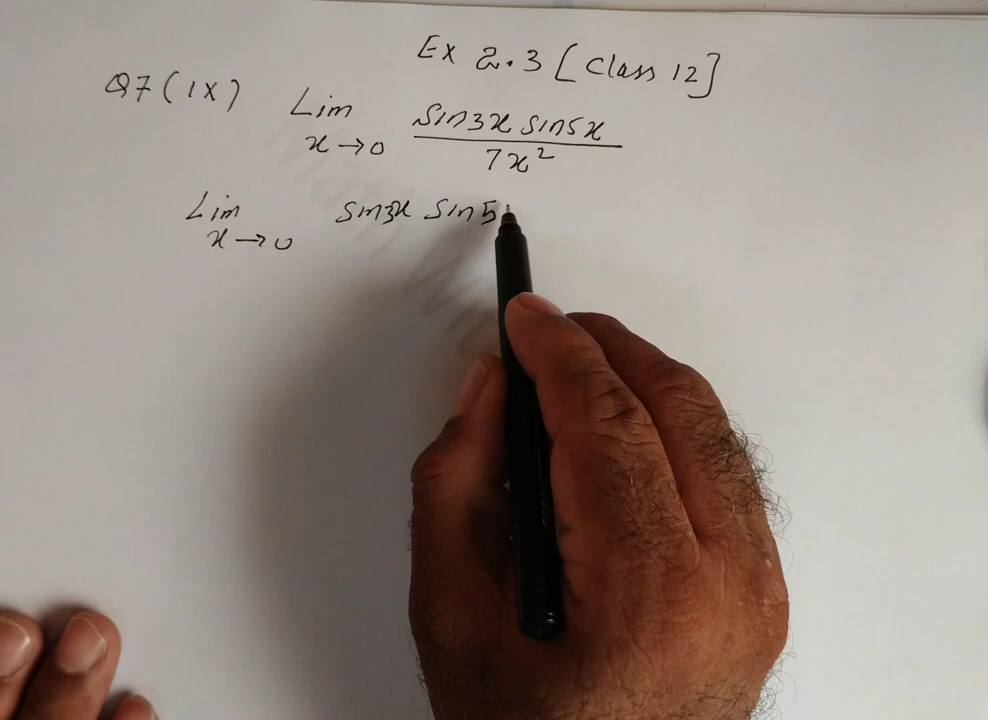 Ex 2.3 [Class 12]
Q7 (IX) Lim x→0 sin3x sin5x / 7x²
Lim x→0 sin3x sin5